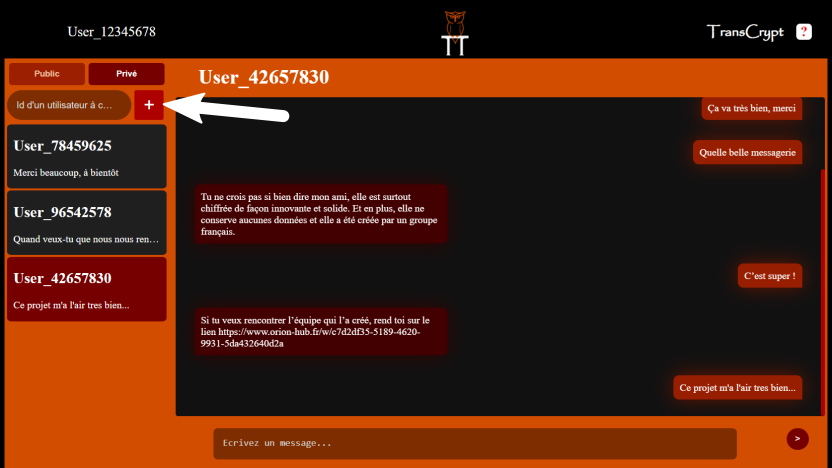 User_12345678
TT
TransCrypt
?
Public
Privé
Id d'un utilisateur à c...
+
User_78459625
Merci beaucoup, à bientôt
User_96542578
Quand veux-tu que nous nous ren...
User_42657830
Ce projet m'a l'air tres bien...
User_42657830
Ça va très bien, merci
Quelle belle messagerie
Tu ne crois pas si bien dire mon ami, elle est surtout
chiffrée de façon innovante et solide. Et en plus, elle ne
conserve aucunes données et elle a été créée par un groupe
français.
C'est super !
Si tu veux rencontrer l'équipe qui l'a créé, rend toi sur le
lien https://www.orion-hub.fr/w/c7d2df35-5189-4620-
9931-5da432640d2a
Ce projet m'a l'air tres bien...
Ecrivez un message...
>